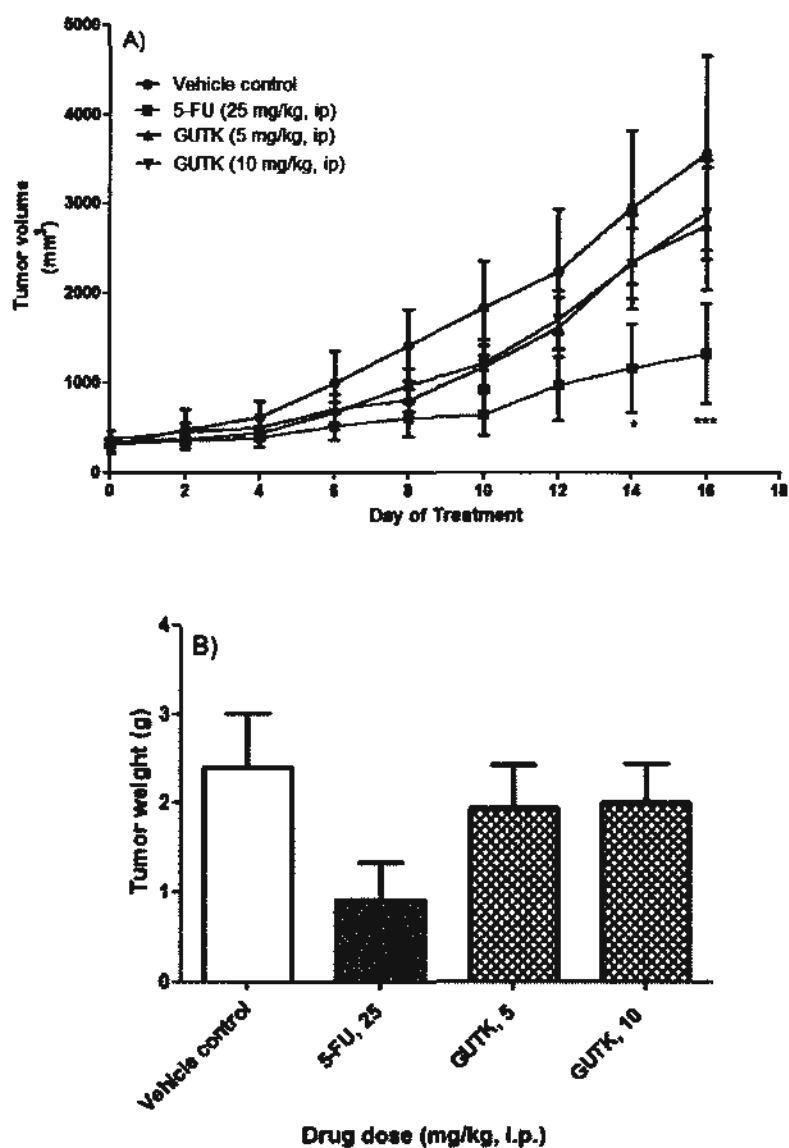 A)
Vehicle control
5-FU (25 mg/kg, ip)
GUTK (5 mg/kg, ip)
GUTK (10 mg/kg, ip)
Tumor volume
(mm³)
5000
4000
3000
2000
1000
0
* ***
0 2 4 6 8 10 12 14 16 18
Day of Treatment
B)
Tumor weight (g)
4
3
2
1
0
Vehicle control
5-FU, 25
GUTK, 5
GUTK, 10
Drug dose (mg/kg, i.p.)